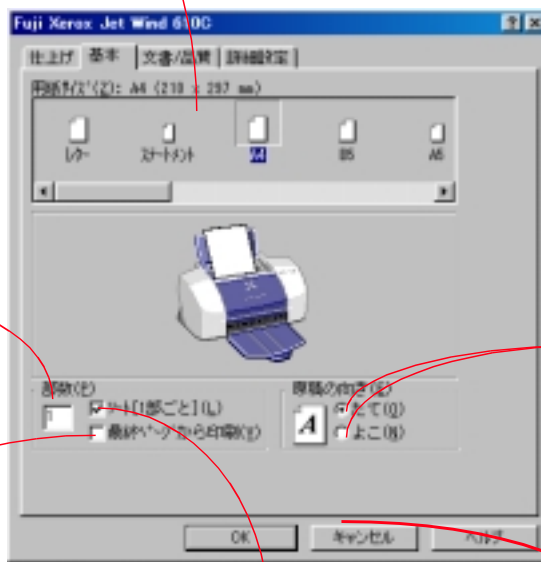 Fuji Xerox Jet Wind 610C
仕上げ 基本 文書/品質 詳細設定
用紙ｻｲｽﾞ(Z): A4 (210 x 297 mm)
ﾚﾀｰ ｽﾃｰﾄﾒﾝﾄ A4 B5 A5
部数(P)
1
ｿｰﾄ[1部ごと](L)
最終ﾍﾟｰｼﾞから印刷(Y)
原稿の向き(E)
A
たて(O)
よこ(N)
OK キャンセル ヘルプ